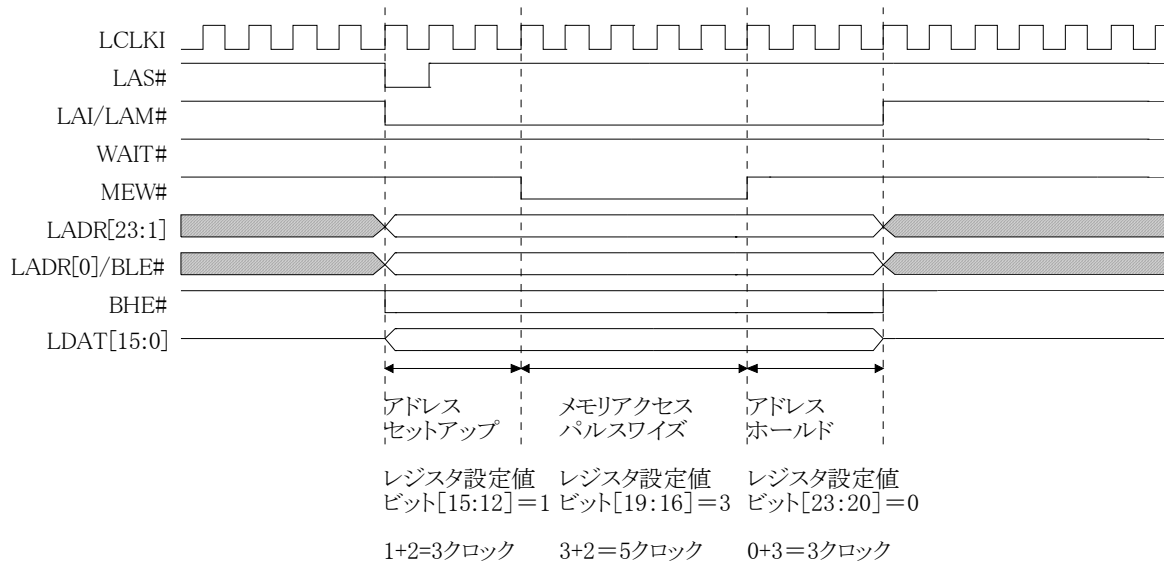 LCLKI
LAS#
LAI/LAM#
WAIT#
MEW#
LADR[23:1]
LADR[0]/BLE#
BHE#
LDAT[15:0]
アドレス
セットアップ
メモリアクセス
パルスワイズ
アドレス
ホールド
レジスタ設定値
ビット[15:12]＝1
レジスタ設定値
ビット[19:16]＝3
レジスタ設定値
ビット[23:20]＝0
1+2=3クロック
3+2＝5クロック
0+3＝3クロック